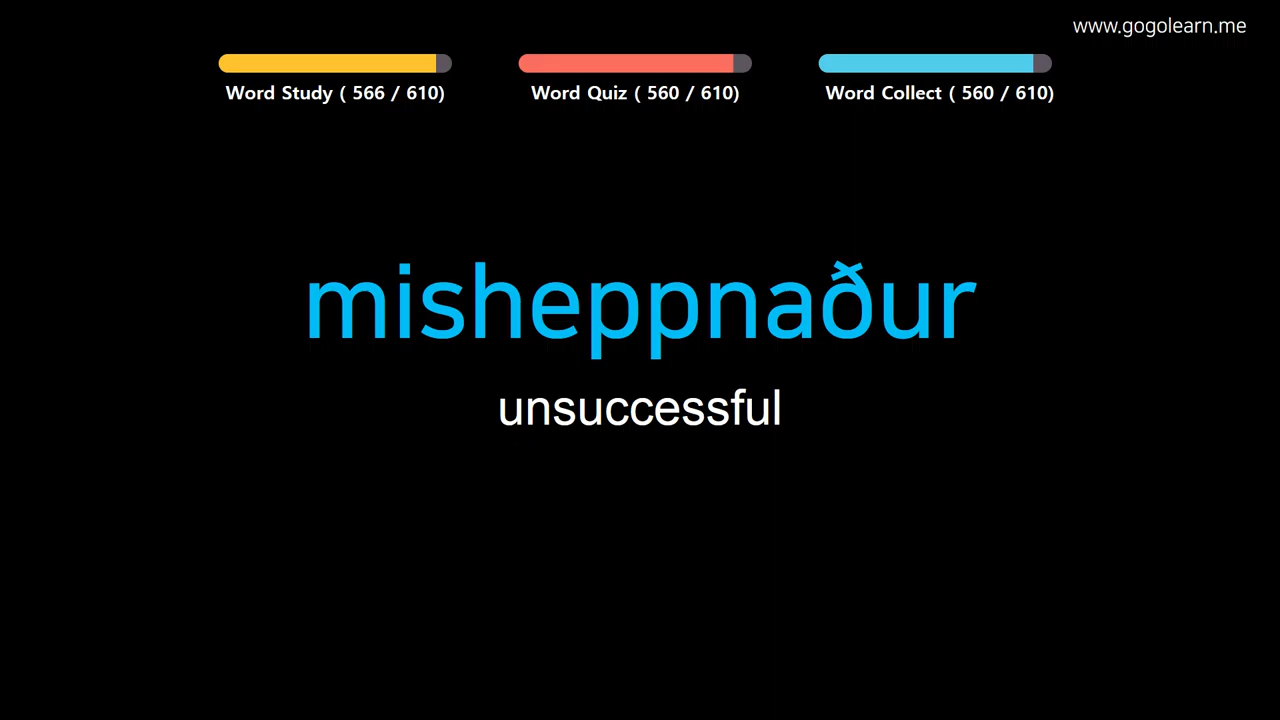 www.gogolearn.me
Word Study ( 566 / 610)
Word Quiz ( 560 / 610)
Word Collect ( 560 / 610)
misheppnaður
unsuccessful